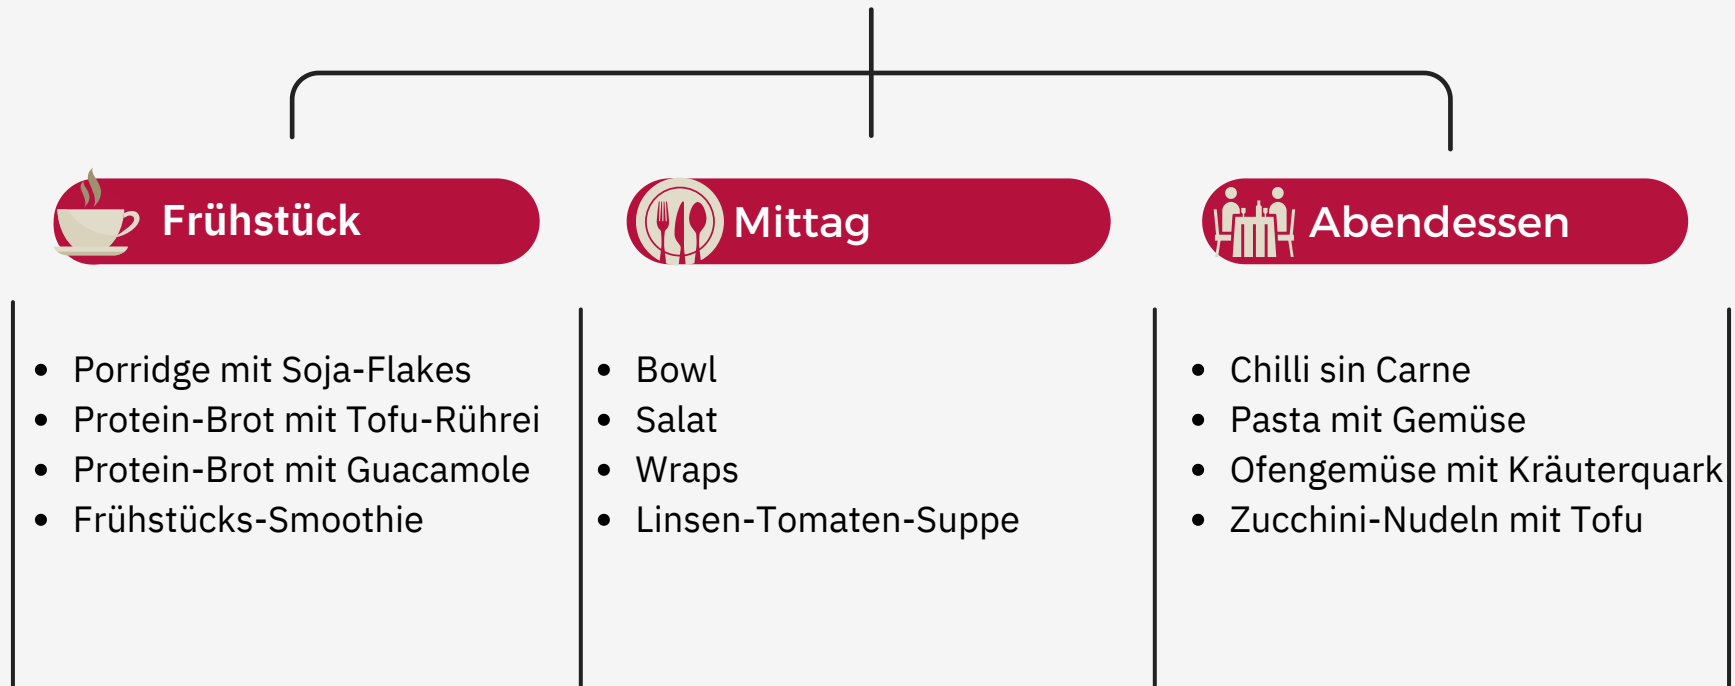 Frühstück
Porridge mit Soja-Flakes
Protein-Brot mit Tofu-Rührei
Protein-Brot mit Guacamole
Frühstücks-Smoothie
Mittag
Bowl
Salat
Wraps
Linsen-Tomaten-Suppe
Abendessen
Chilli sin Carne
Pasta mit Gemüse
Ofengemüse mit Kräuterquark
Zucchini-Nudeln mit Tofu